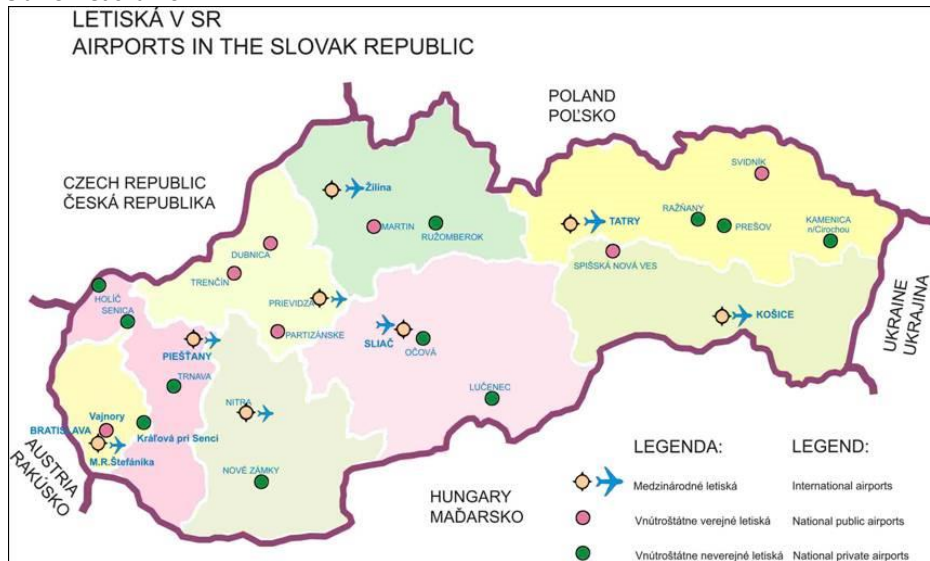 LETISKÁ V SR
AIRPORTS IN THE SLOVAK REPUBLIC
POLAND
POĽSKO
CZECH REPUBLIC
ČESKÁ REPUBLIKA
SVIDNÍK
Žilina
MARTIN
RUŽOMBEROK
TATRY
RAŽŇANY
PREŠOV
KAMENICA
n/Cirochou
SPIŠSKÁ NOVÁ VES
DUBNICA
TRENČÍN
HOLÍČ
SENICA
PRIEVIDZA
PARTIZÁNSKE
PIEŠŤANY
SLIAČ
OČOVÁ
KOŠICE
UKRAINE
UKRAJINA
TRNAVA
NITRA
LUČENEC
Vajnory
BRATISLAVA
M.R.Štefánika
Kráľová pri Senci
NOVÉ ZÁMKY
AUSTRIA
RAKÚSKO
HUNGARY
MAĎARSKO
LEGENDA: LEGEND:
Medzinárodné letiská International airports
Vnútroštátne verejné letiská National public airports
Vnútroštátne neverejné letiská National private airports